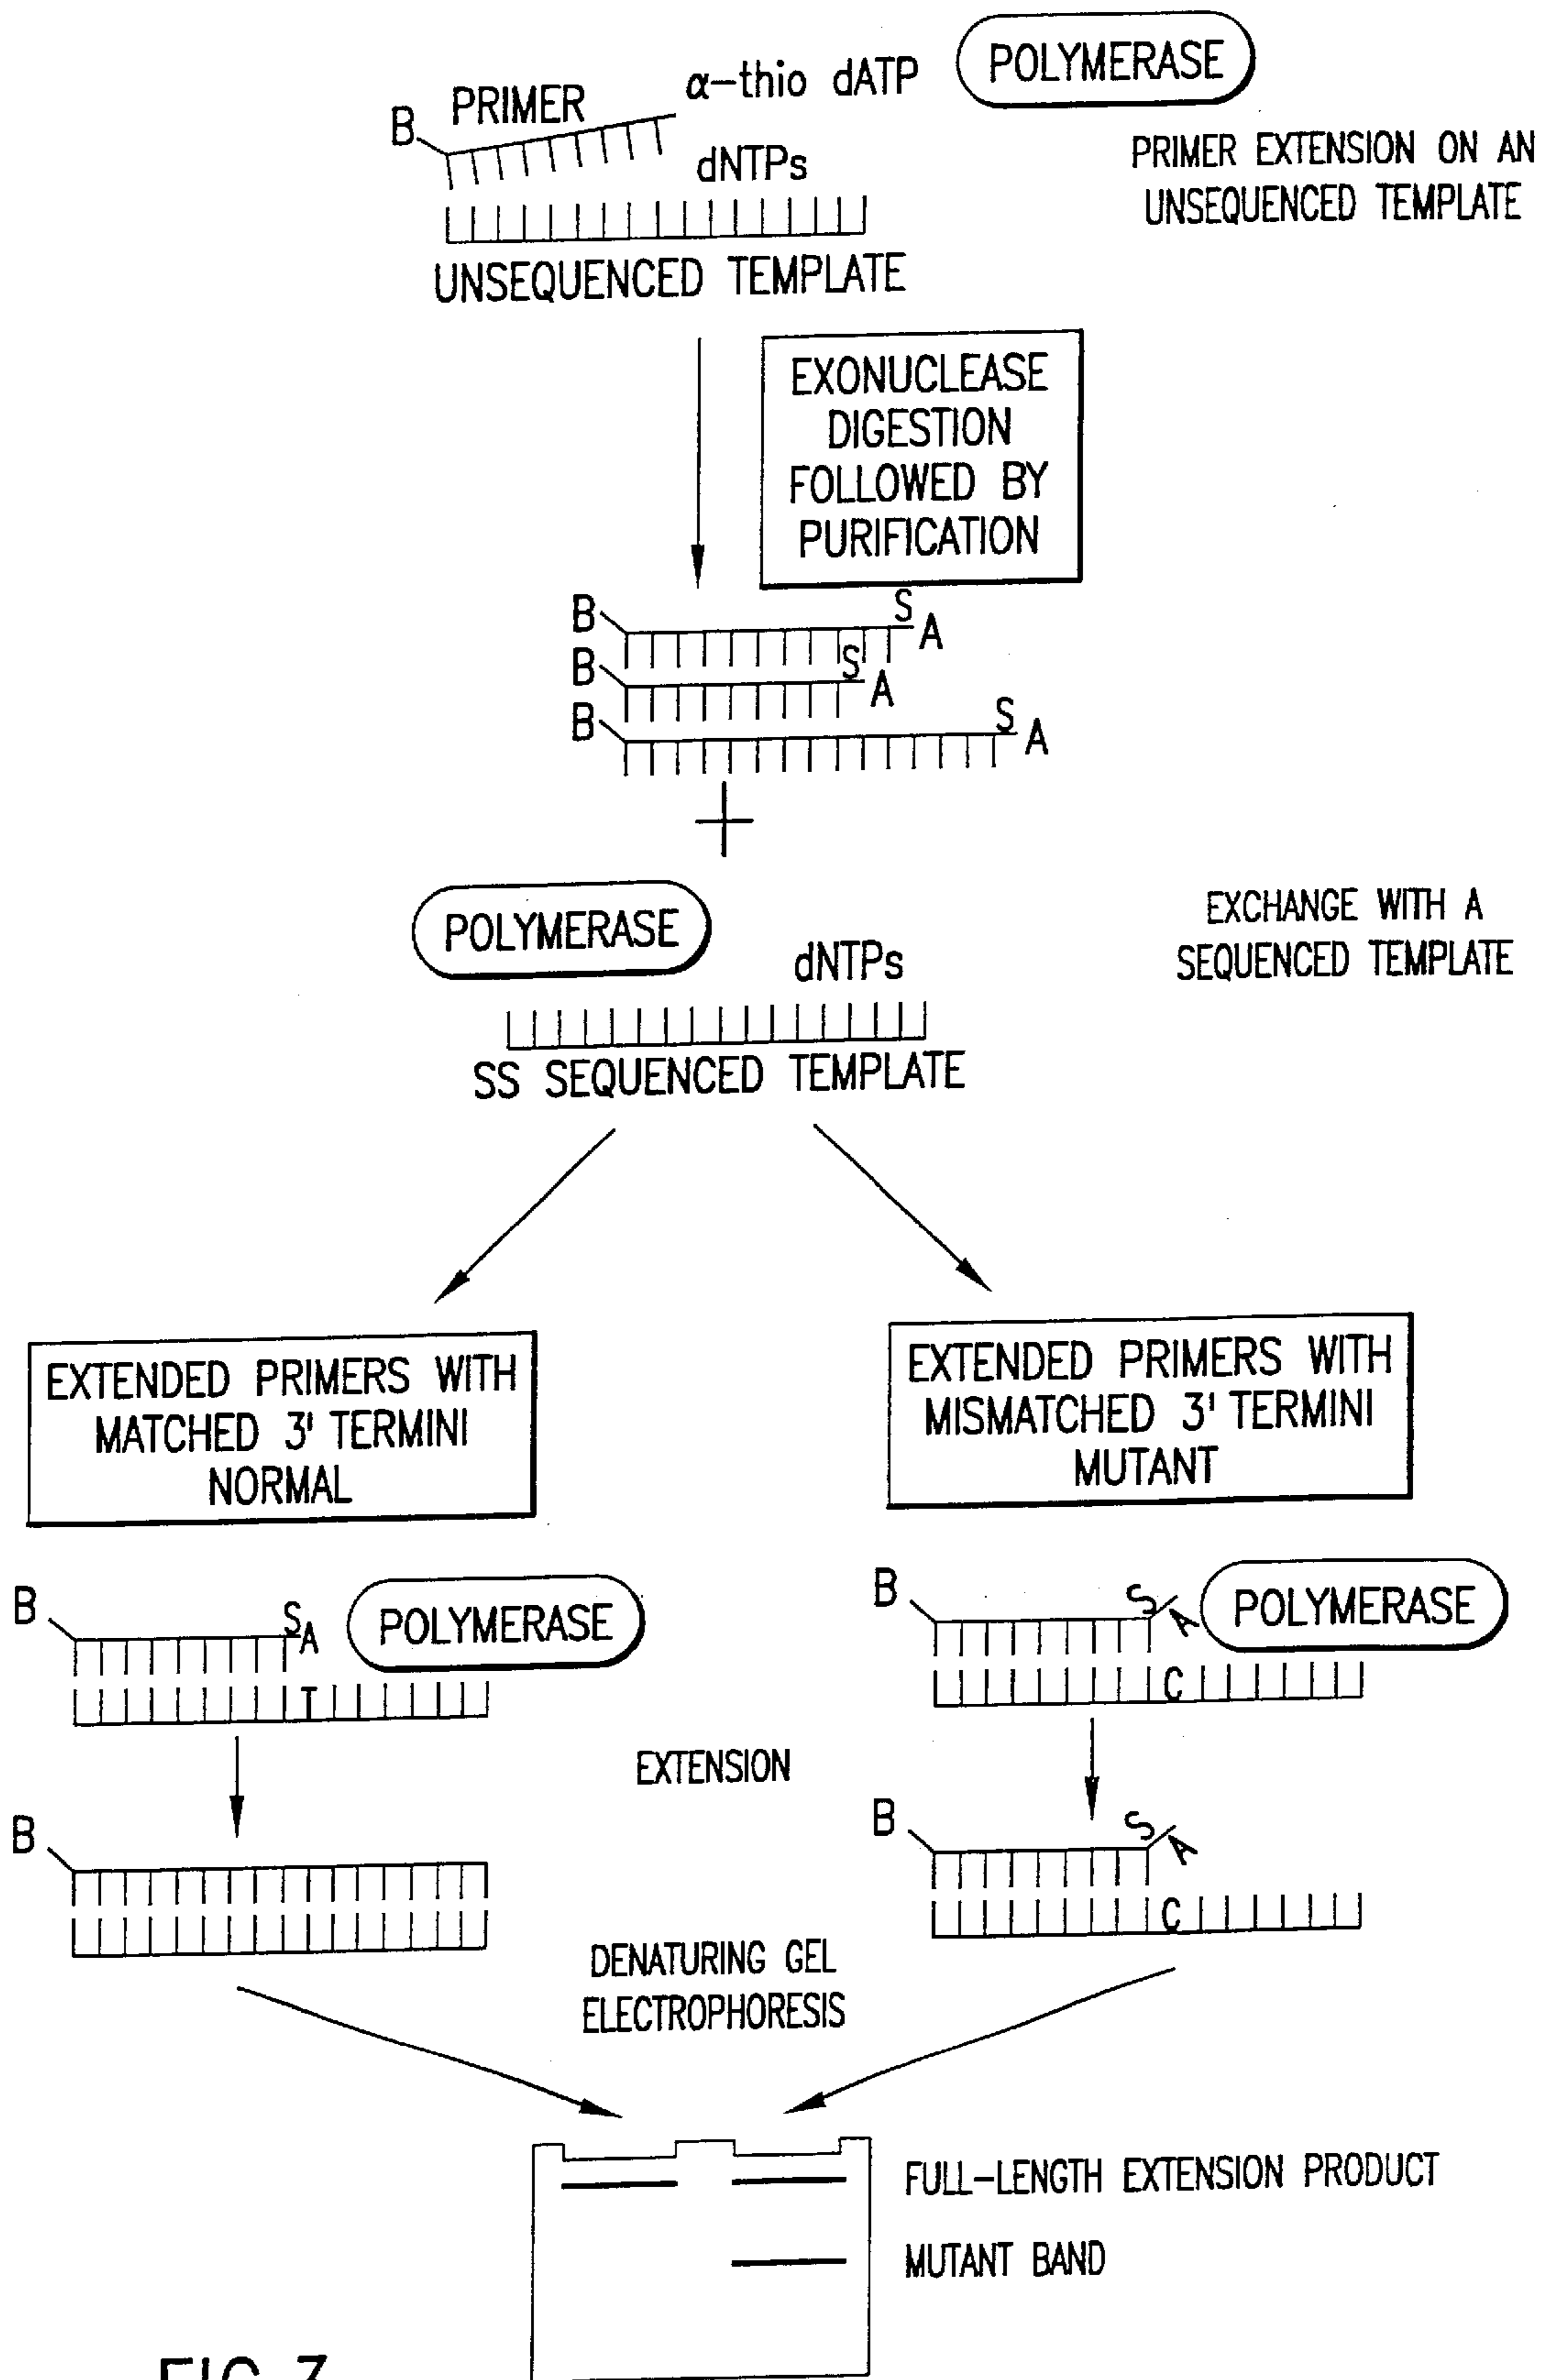 B PRIMER α-thio dATP POLYMERASE
dNTPs
PRIMER EXTENSION ON AN
UNSEQUENCED TEMPLATE
UNSEQUENCED TEMPLATE
EXONUCLEASE
DIGESTION
FOLLOWED BY
PURIFICATION
B S A
B S A
B S A
+
POLYMERASE
dNTPs
EXCHANGE WITH A
SEQUENCED TEMPLATE
SS SEQUENCED TEMPLATE
EXTENDED PRIMERS WITH
MATCHED 3' TERMINI
NORMAL
EXTENDED PRIMERS WITH
MISMATCHED 3' TERMINI
MUTANT
B S A POLYMERASE
T
B S A POLYMERASE
C
EXTENSION
B
B S A
C
DENATURING GEL
ELECTROPHORESIS
FULL-LENGTH EXTENSION PRODUCT
MUTANT BAND